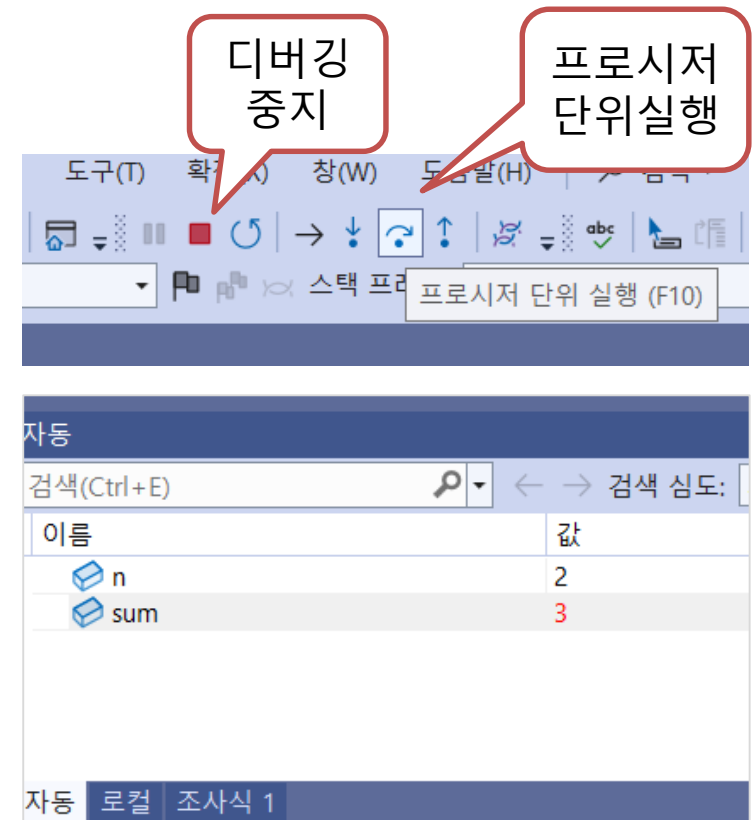 디버깅
중지
프로시저
단위실행
도구(T) 창(W)
abc
스택
프로시저 단위 실행 (F10)
자동
검색(Ctrl+E) 검색 심도:
이름 값
n 2
sum 3
자동 로컬 조사식 1